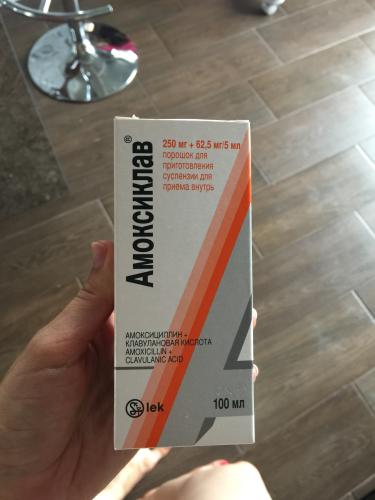 Амоксиклав®
250 мг + 62,5 мг/5 мл
порошок для
приготовления
суспензии для
приема внутрь
АМОКСИЦИЛЛИН +
КЛАВУЛАНОВАЯ КИСЛОТА
AMOXICILLIN +
CLAVULANIC ACID
lek
100 мл